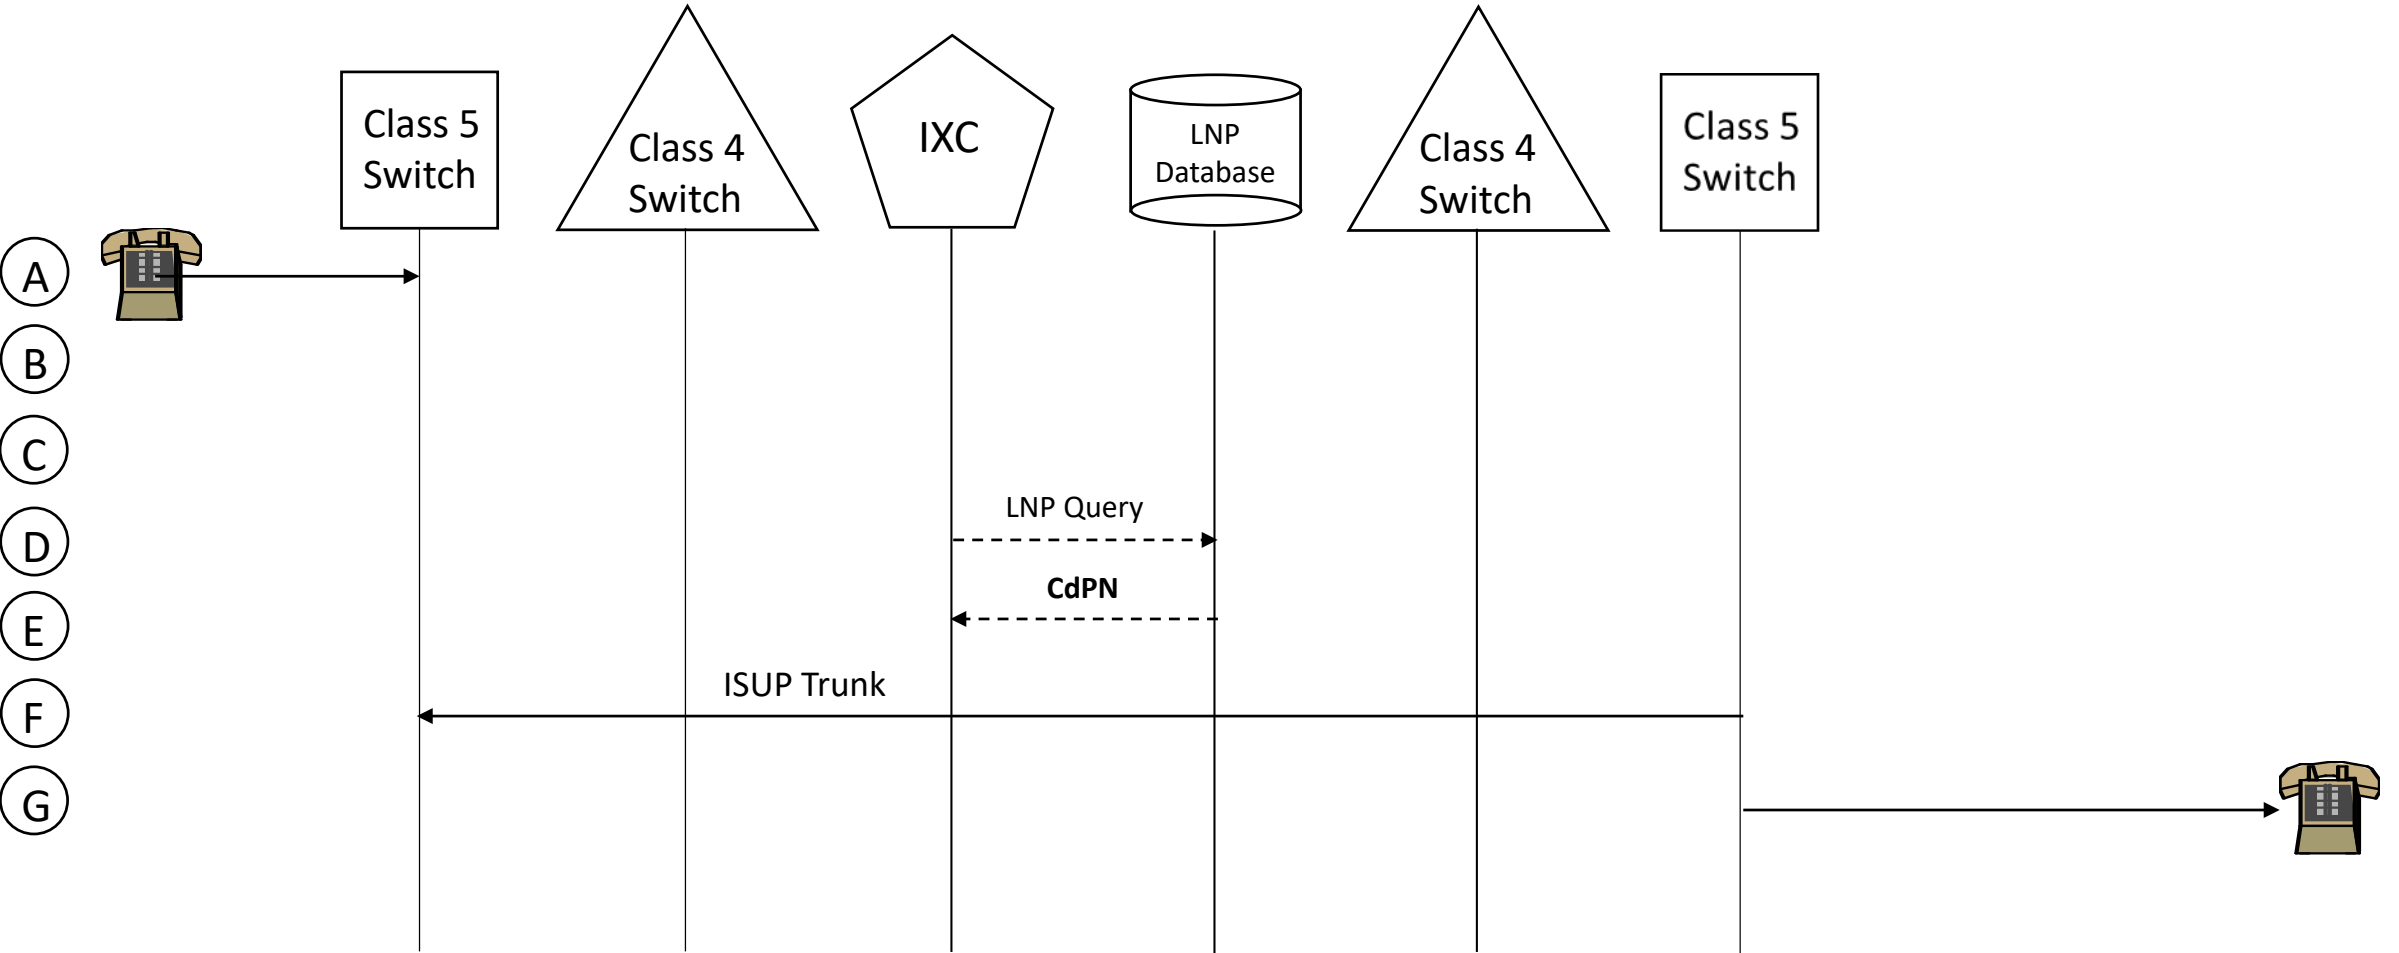 Class 5
Switch
Class 4
Switch
IXC
LNP
Database
Class 4
Switch
Class 5
Switch
A
B
C
LNP Query
D
CdPN
E
ISUP Trunk
F
G